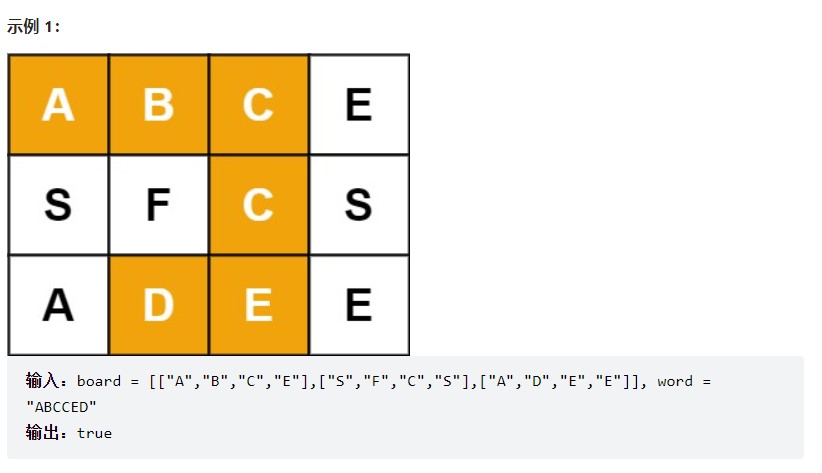 示例 1:
A B C E
S F C S
A D E E
输入：board = [["A","B","C","E"],["S","F","C","S"],["A","D","E","E"]], word =
"ABCCED"
输出：true